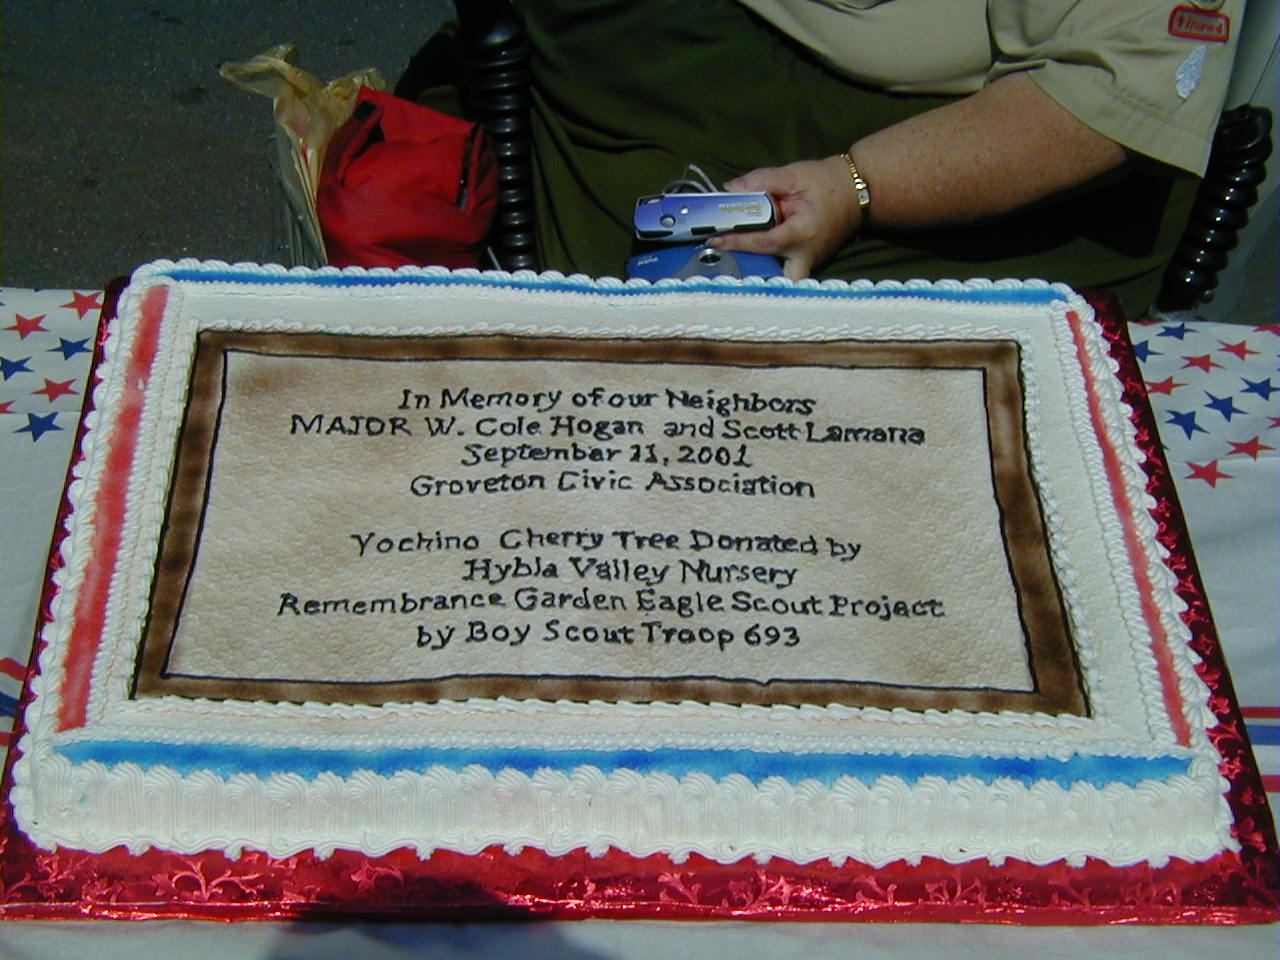 In Memory of our Neighbors
MAJOR W. Cole Hogan and Scott Lamana
September 11, 2001
Groveton Civic Association
Yochino Cherry Tree Donated by
Hybla Valley Nursery
Remembrance Garden Eagle Scout Project
by Boy Scout Troop 693